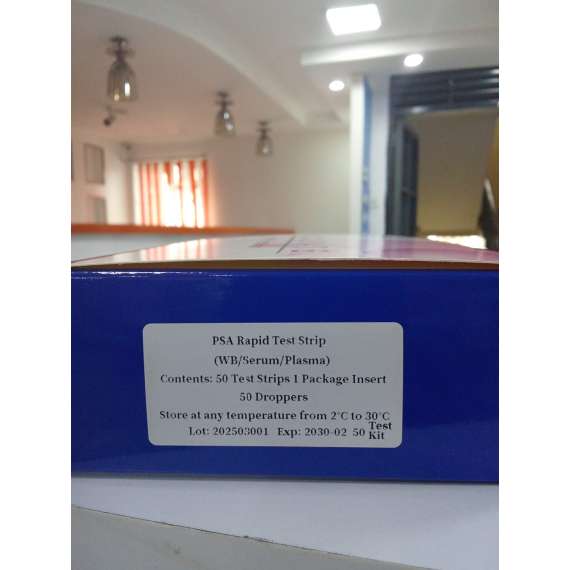 PSA Rapid Test Strip
(WB/Serum/Plasma)
Contents: 50 Test Strips 1 Package Insert
50 Droppers
Store at any temperature from 2°C to 30°C
Lot: 202503001 Exp: 2030-02 50 Test Kit